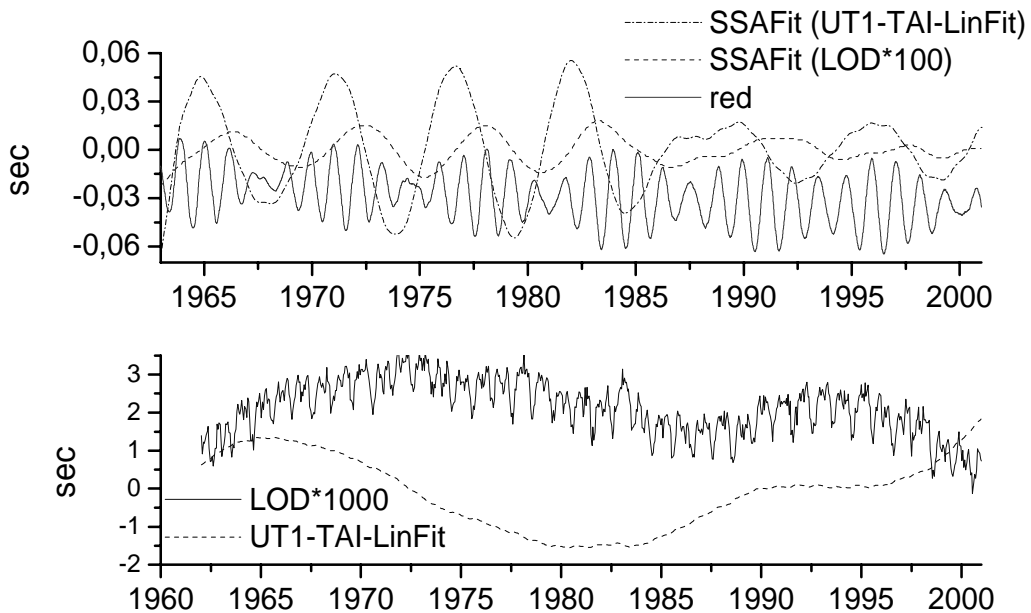 SSAFit (UT1-TAI-LinFit)
SSAFit (LOD*100)
red
0,06
0,03
0,00
-0,03
-0,06
sec
1965 1970 1975 1980 1985 1990 1995 2000
3
2
1
0
-1
-2
sec
LOD*1000
UT1-TAI-LinFit
1960 1965 1970 1975 1980 1985 1990 1995 2000